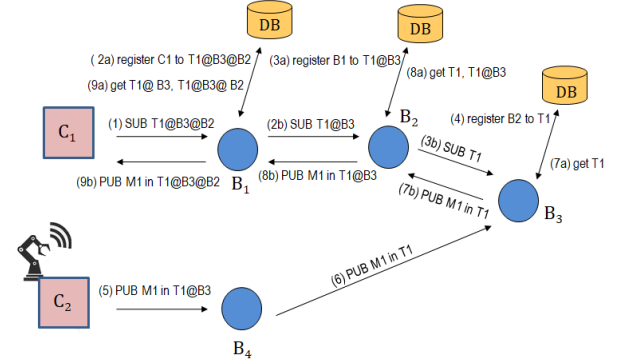 DB
DB
( 2a) register C1 to T1@B3@B2
(3a) register B1 to T1@B3
(9a) get T1@ B3, T1@B3@ B2
(8a) get T1, T1@B3
DB
C1
(1) SUB T1@B3@B2
(2b) SUB T1@B3
B2
(4) register B2 to T1
(3b) SUB T1
(9b) PUB M1 in T1@B3@B2
B1
(8b) PUB M1 in T1@B3
(7a) get T1
(7b) PUB M1 in T1
B3
(6) PUB M1 in T1
C2
(5) PUB M1 in T1@B3
B4